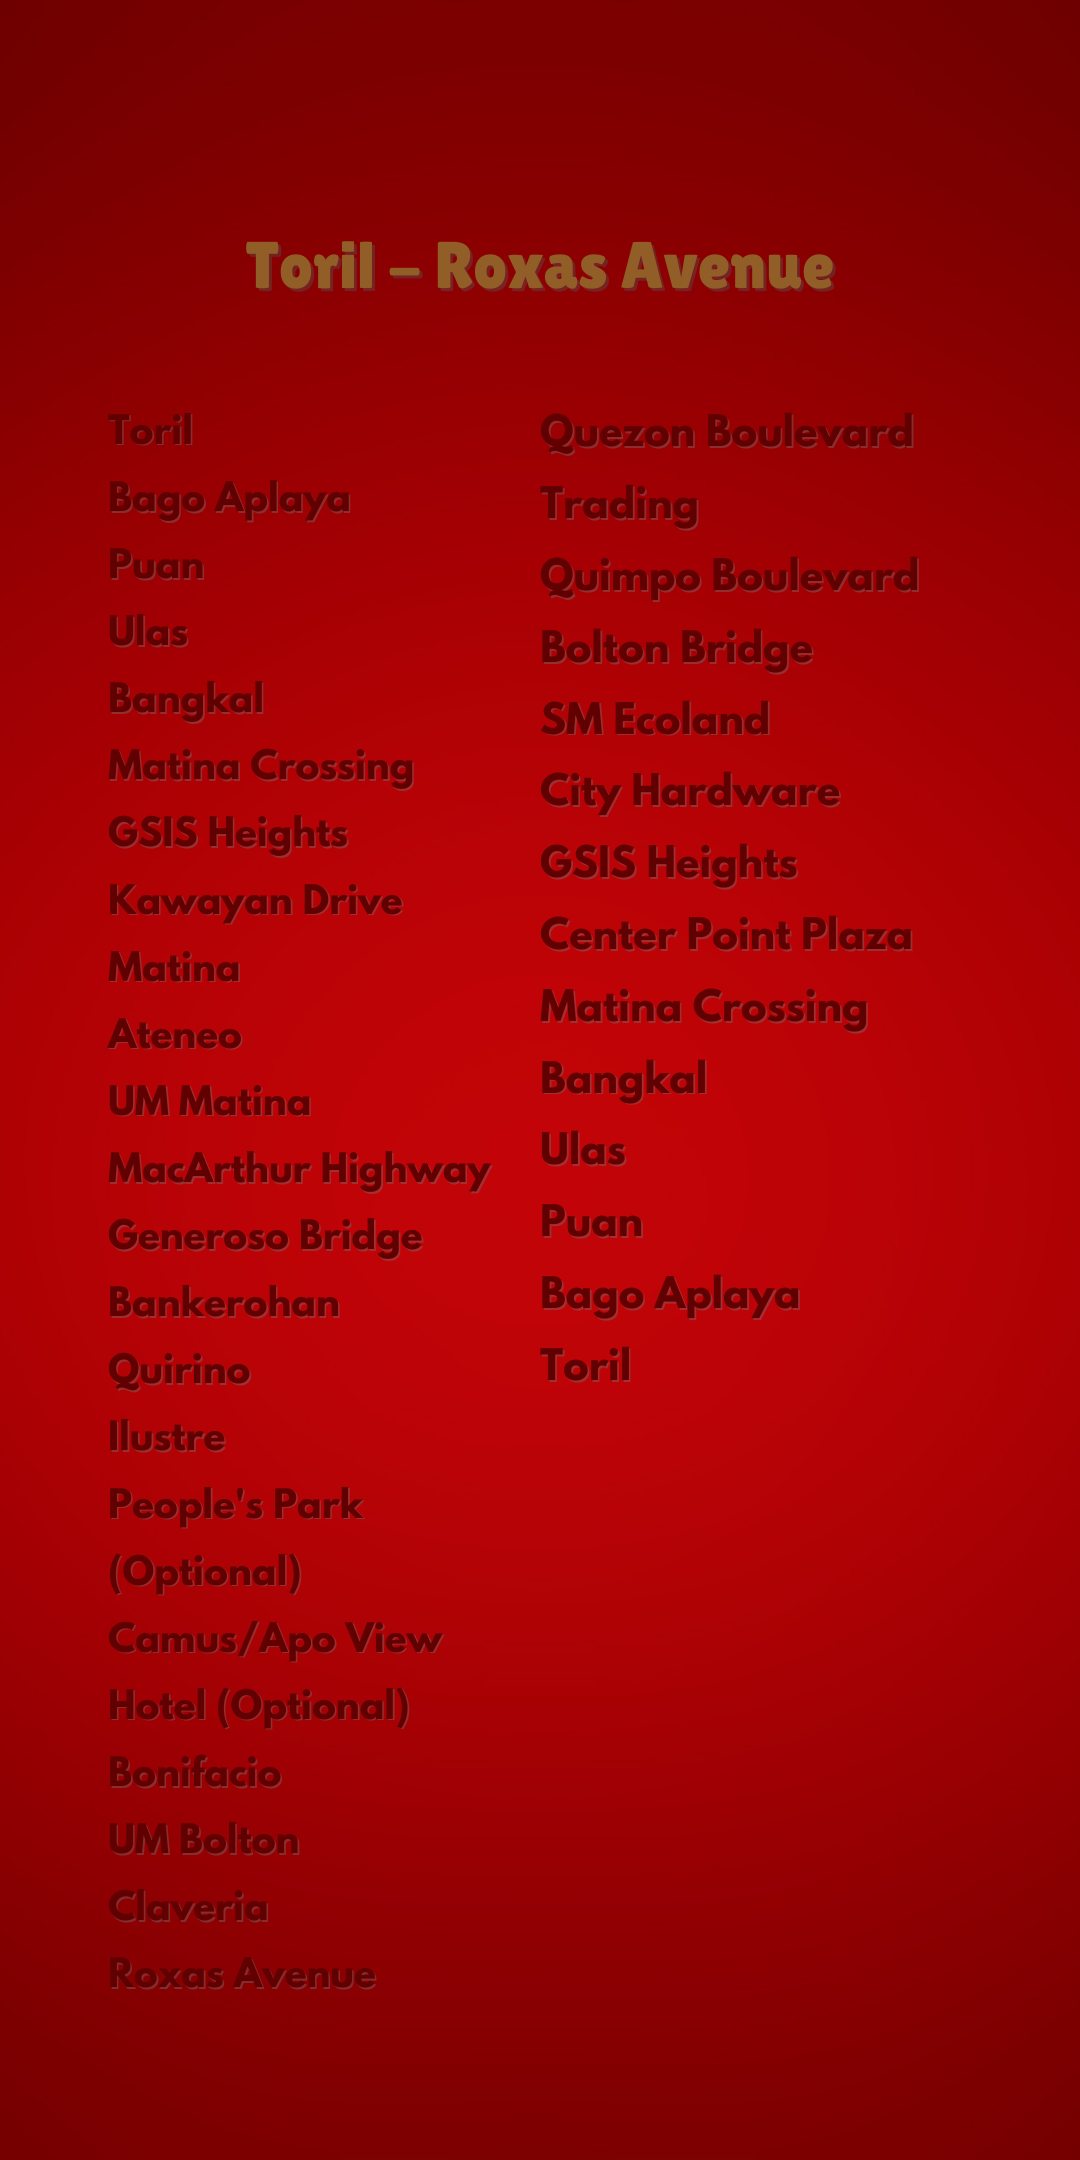 Toril - Roxas Avenue
Toril
Bago Aplaya
Puan
Ulas
Bangkal
Matina Crossing
GSIS Heights
Kawayan Drive
Matina
Ateneo
UM Matina
MacArthur Highway
Generoso Bridge
Bankerohan
Quirino
Ilustre
People's Park
(Optional)
Camus/Apo View
Hotel (Optional)
Bonifacio
UM Bolton
Claveria
Roxas Avenue
Quezon Boulevard
Trading
Quimpo Boulevard
Bolton Bridge
SM Ecoland
City Hardware
GSIS Heights
Center Point Plaza
Matina Crossing
Bangkal
Ulas
Puan
Bago Aplaya
Toril